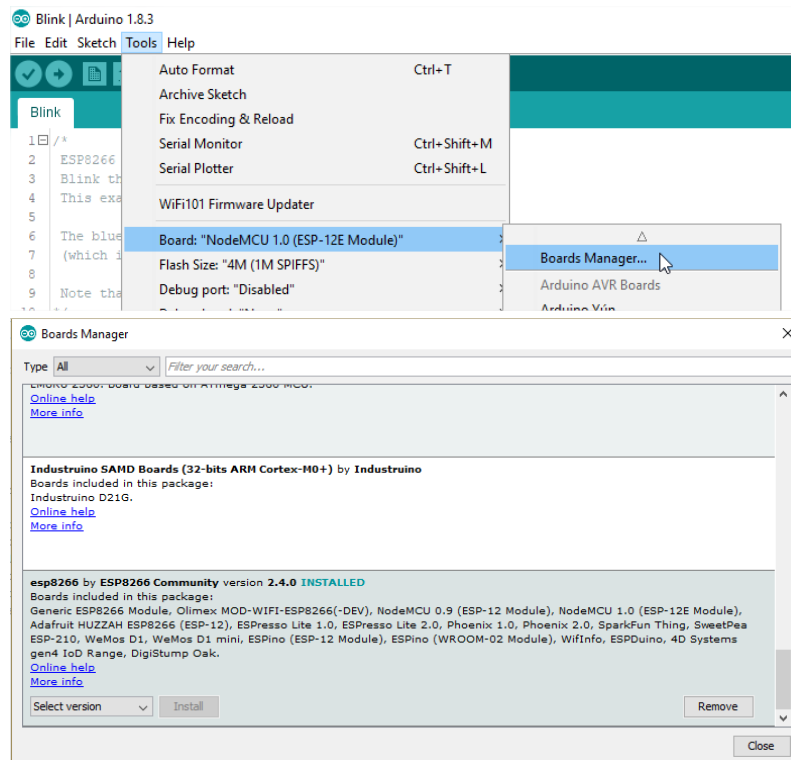 Blink | Arduino 1.8.3
File Edit Sketch Tools Help
Auto Format Ctrl+T
Archive Sketch
Fix Encoding & Reload
Serial Monitor Ctrl+Shift+M
Serial Plotter Ctrl+Shift+L
WiFi101 Firmware Updater
Board: "NodeMCU 1.0 (ESP-12E Module)"
Flash Size: "4M (1M SPIFFS)"
Debug port: "Disabled"
Boards Manager...
Arduino AVR Boards
Arduino Yún
Blink
1 /*
2 ESP8266
3 Blink th
4 This exa
5
6 The blue
7 (which i
8
9 Note tha
Boards Manager
Type All Filter your search...
Online help
More info
Industruino SAMD Boards (32-bits ARM Cortex-M0+) by Industruino
Boards included in this package:
Industruino D21G.
Online help
More info
esp8266 by ESP8266 Community version 2.4.0 INSTALLED
Boards included in this package:
Generic ESP8266 Module, Olimex MOD-WIFI-ESP8266(-DEV), NodeMCU 0.9 (ESP-12 Module), NodeMCU 1.0 (ESP-12E Module),
Adafruit HUZZAH ESP8266 (ESP-12), ESPresso Lite 1.0, ESPresso Lite 2.0, Phoenix 1.0, Phoenix 2.0, SparkFun Thing, SweetPea
ESP-210, WeMos D1, WeMos D1 mini, ESPino (ESP-12 Module), ESPino (WROOM-02 Module), WifInfo, ESPDuino, 4D Systems
gen4 IoD Range, DigiStump Oak.
Online help
More info
Select version Install Remove
Close